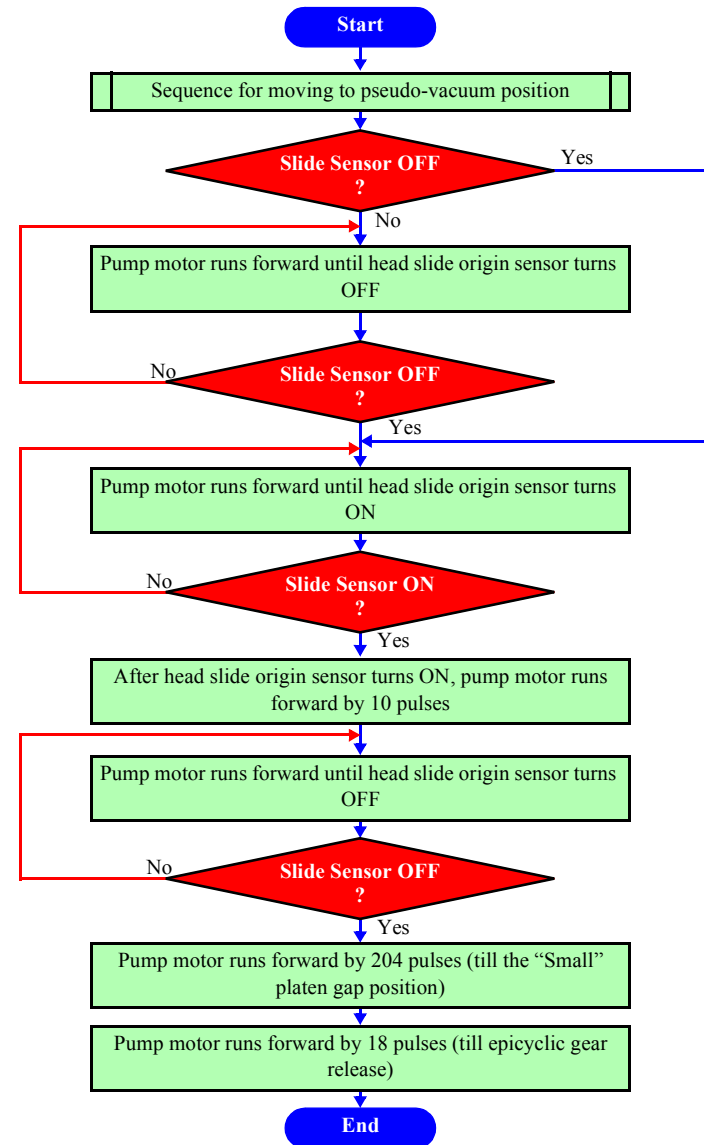 Start
Sequence for moving to pseudo-vacuum position
Slide Sensor OFF
?
Yes
No
Pump motor runs forward until head slide origin sensor turns
OFF
No
Slide Sensor OFF
?
Yes
Pump motor runs forward until head slide origin sensor turns
ON
No
Slide Sensor ON
?
Yes
After head slide origin sensor turns ON, pump motor runs
forward by 10 pulses
Pump motor runs forward until head slide origin sensor turns
OFF
No
Slide Sensor OFF
?
Yes
Pump motor runs forward by 204 pulses (till the “Small”
platen gap position)
Pump motor runs forward by 18 pulses (till epicyclic gear
release)
End